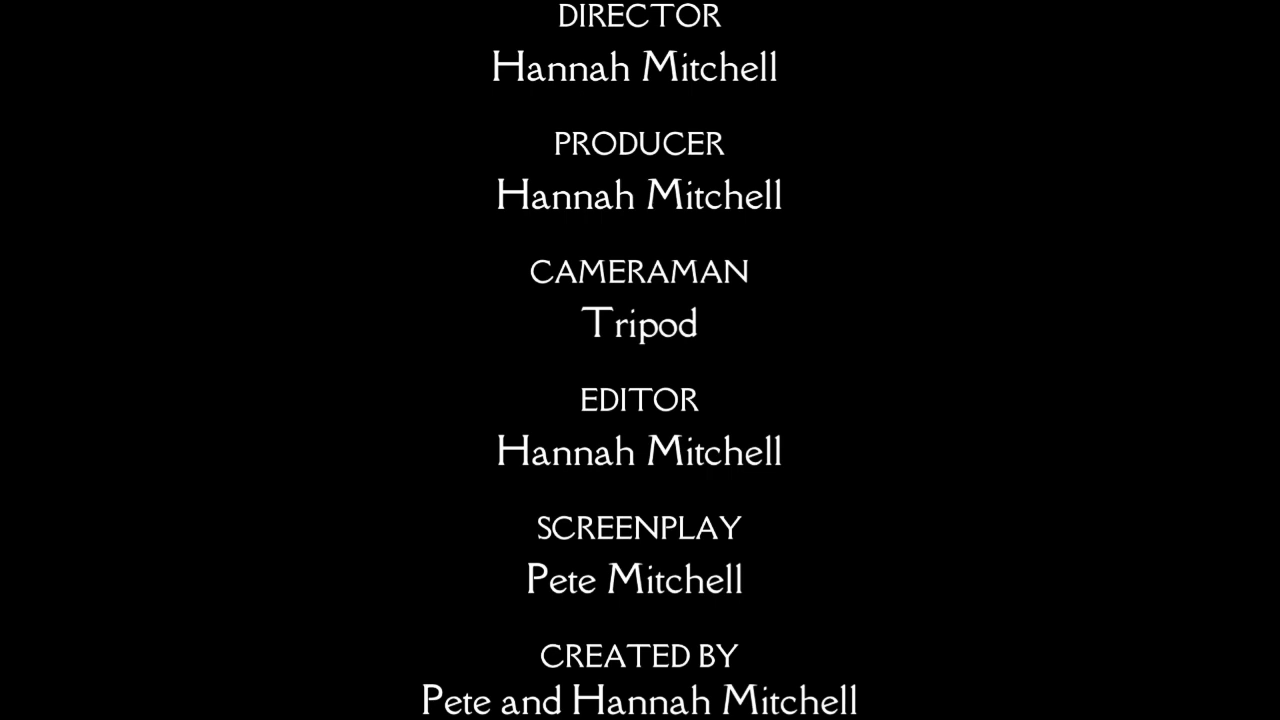 DIRECTOR
Hannah Mitchell
PRODUCER
Hannah Mitchell
CAMERAMAN
Tripod
EDITOR
Hannah Mitchell
SCREENPLAY
Pete Mitchell
CREATED BY
Pete and Hannah Mitchell